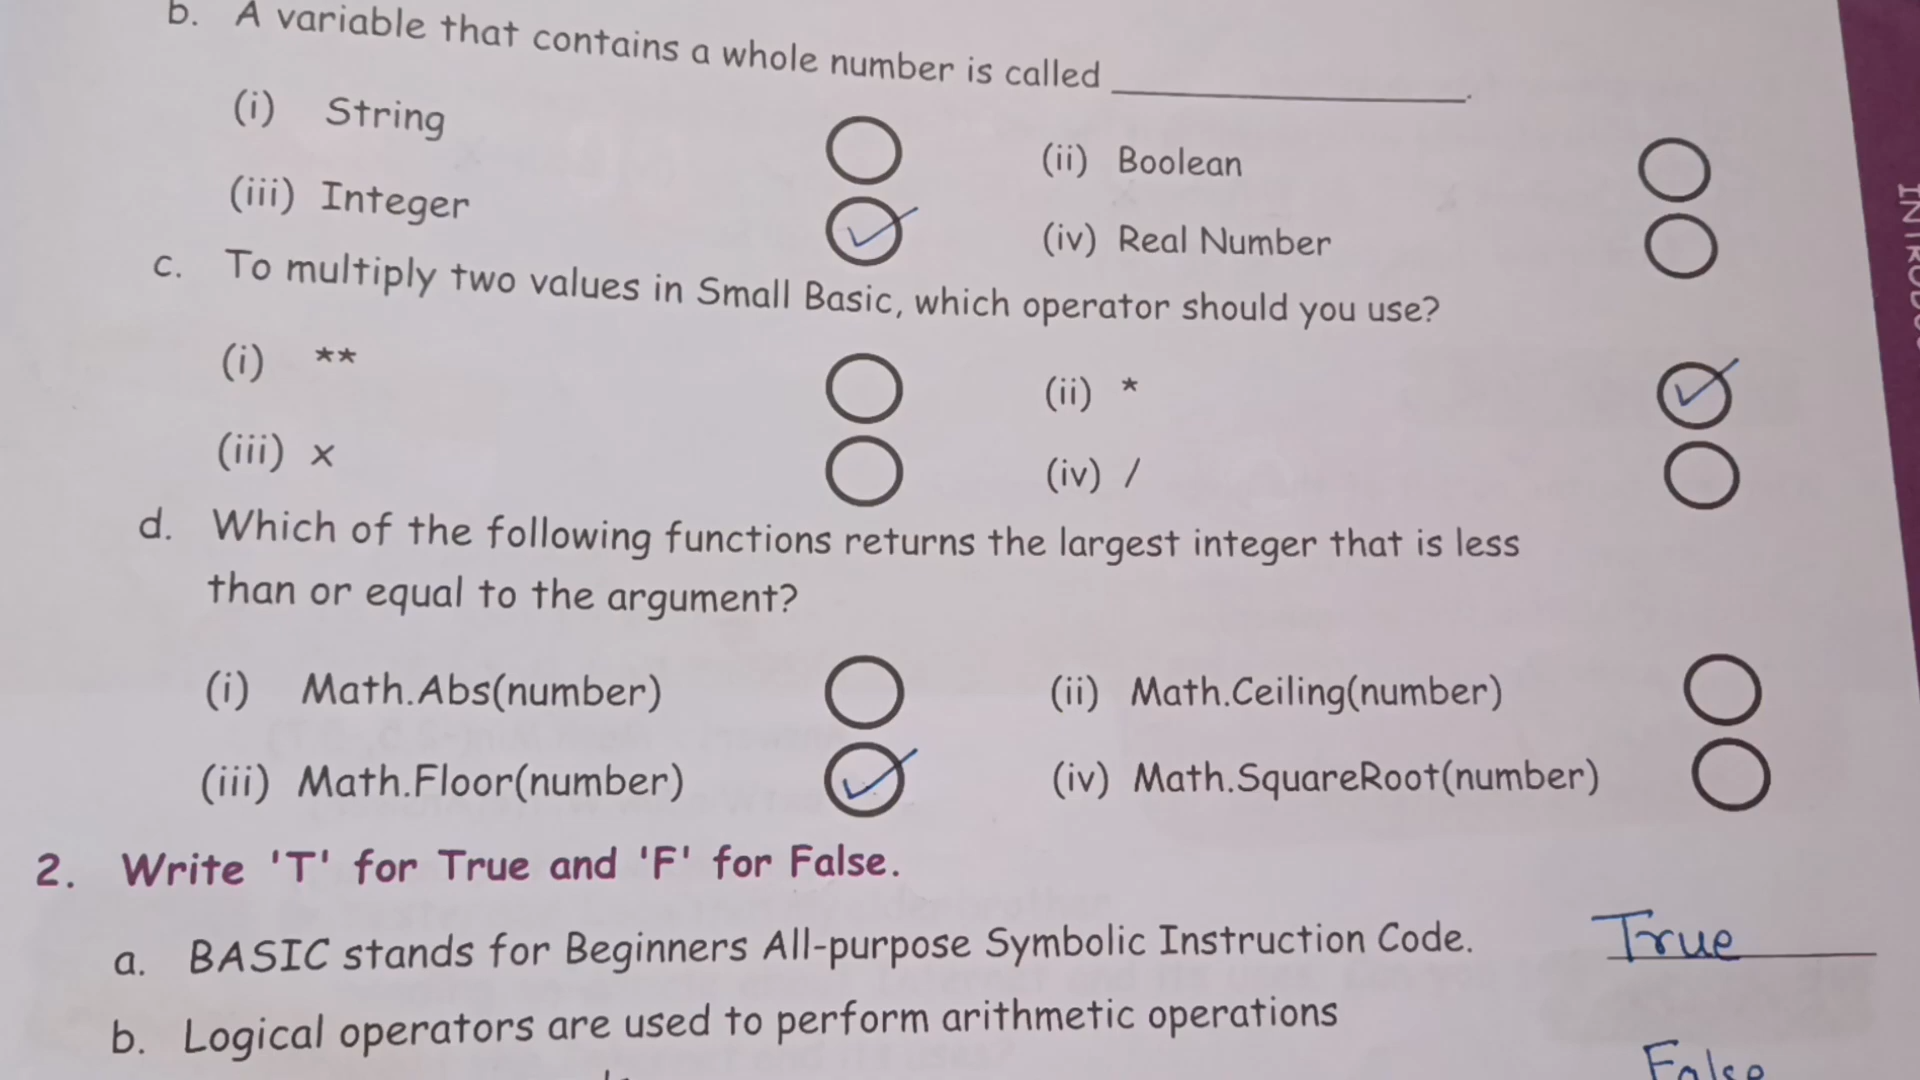 b. A variable that contains a whole number is called ____________.
(i) String
(ii) Boolean
(iii) Integer ✓
(iv) Real Number
c. To multiply two values in Small Basic, which operator should you use?
(i) **
(ii) * ✓
(iii) x
(iv) /
d. Which of the following functions returns the largest integer that is less
than or equal to the argument?
(i) Math.Abs(number)
(ii) Math.Ceiling(number)
(iii) Math.Floor(number) ✓
(iv) Math.SquareRoot(number)
2. Write 'T' for True and 'F' for False.
a. BASIC stands for Beginners All-purpose Symbolic Instruction Code. True
b. Logical operators are used to perform arithmetic operations
False